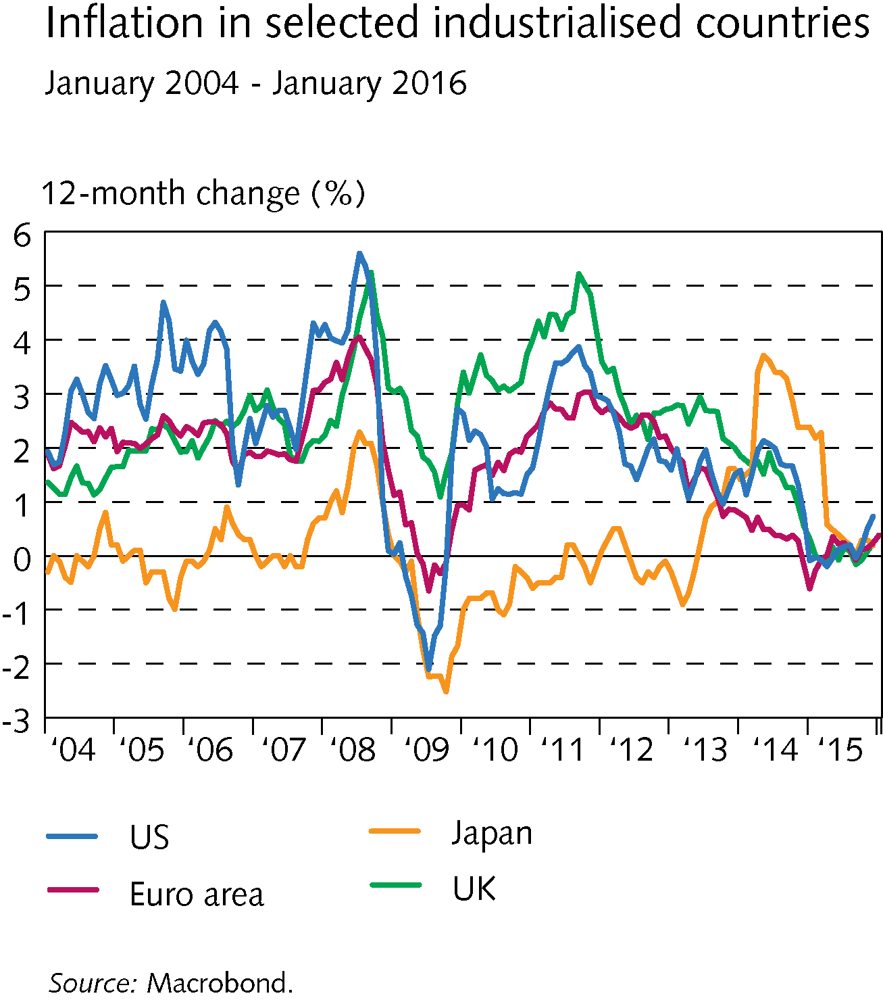 Inflation in selected industrialised countries
January 2004 - January 2016
12-month change (%)
6
5
4
3
2
1
0
-1
-2
-3
‘04 ‘05 ‘06 ‘07 ‘08 ‘09 ‘10 ‘11 ‘12 ‘13 ‘14 ‘15
US Japan
Euro area UK
Source: Macrobond.